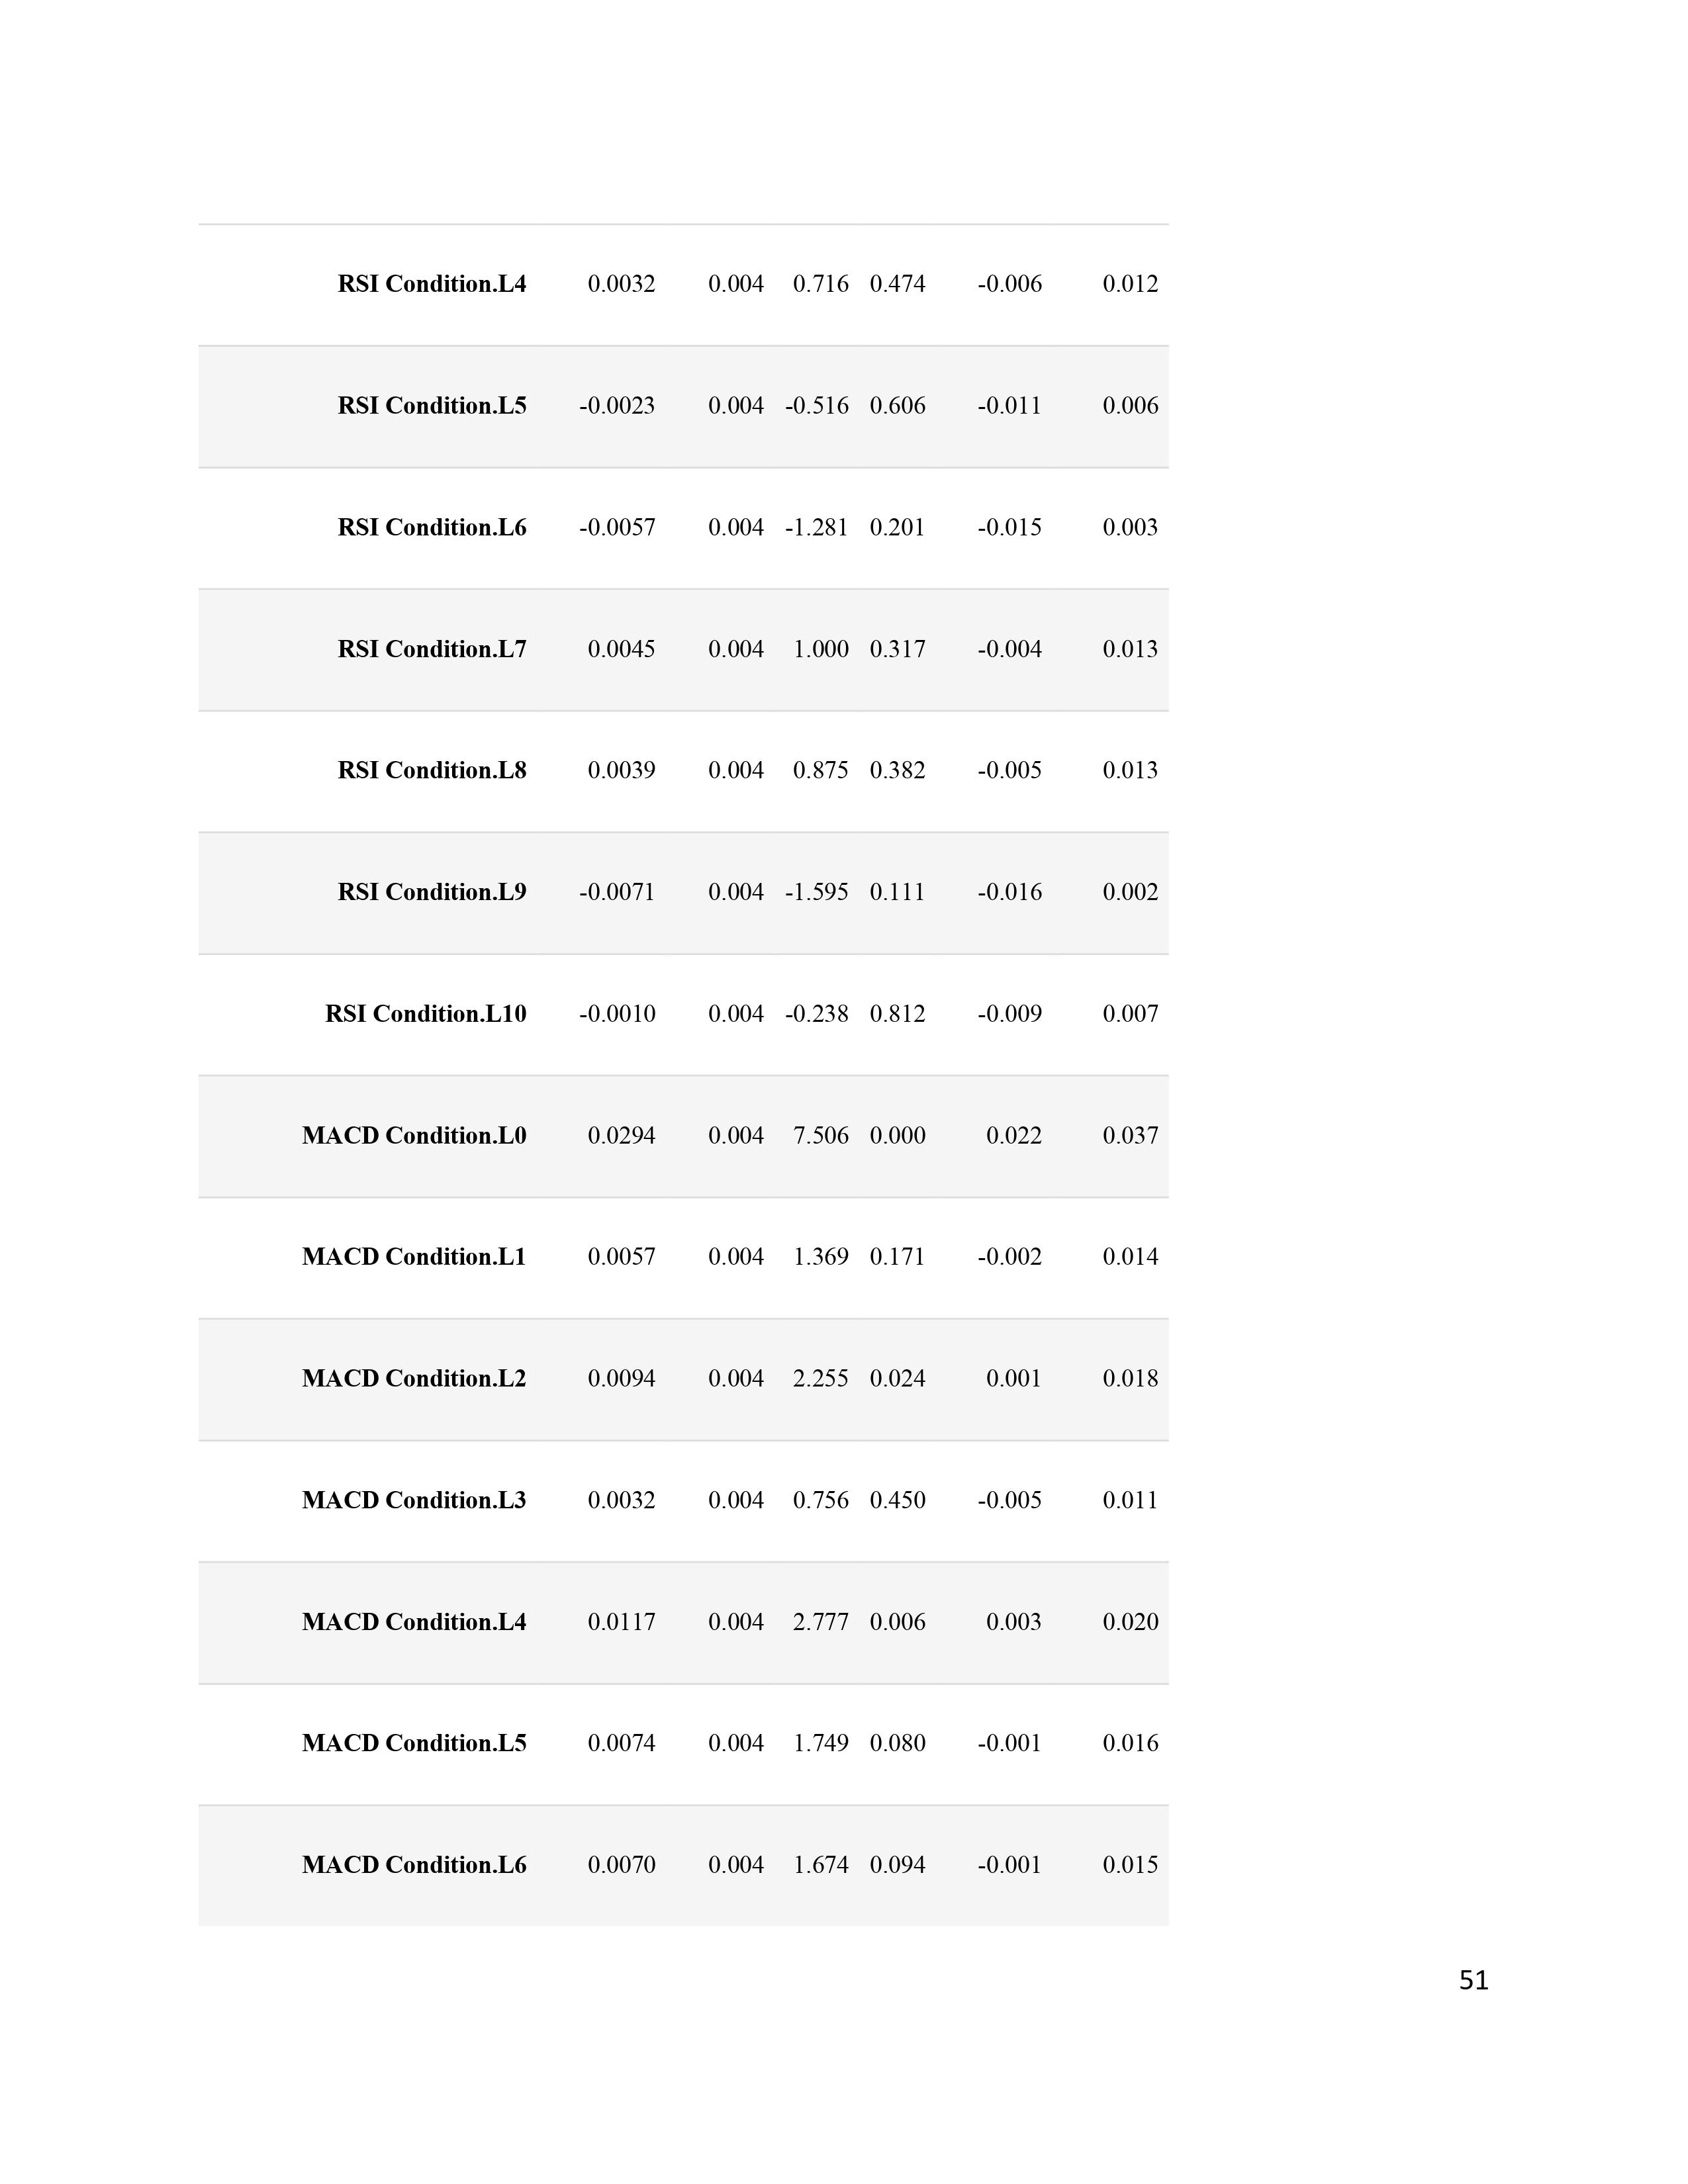 RSI Condition.L4 0.0032 0.004 0.716 0.474 -0.006 0.012
RSI Condition.L5 -0.0023 0.004 -0.516 0.606 -0.011 0.006
RSI Condition.L6 -0.0057 0.004 -1.281 0.201 -0.015 0.003
RSI Condition.L7 0.0045 0.004 1.000 0.317 -0.004 0.013
RSI Condition.L8 0.0039 0.004 0.875 0.382 -0.005 0.013
RSI Condition.L9 -0.0071 0.004 -1.595 0.111 -0.016 0.002
RSI Condition.L10 -0.0010 0.004 -0.238 0.812 -0.009 0.007
MACD Condition.L0 0.0294 0.004 7.506 0.000 0.022 0.037
MACD Condition.L1 0.0057 0.004 1.369 0.171 -0.002 0.014
MACD Condition.L2 0.0094 0.004 2.255 0.024 0.001 0.018
MACD Condition.L3 0.0032 0.004 0.756 0.450 -0.005 0.011
MACD Condition.L4 0.0117 0.004 2.777 0.006 0.003 0.020
MACD Condition.L5 0.0074 0.004 1.749 0.080 -0.001 0.016
MACD Condition.L6 0.0070 0.004 1.674 0.094 -0.001 0.015
51